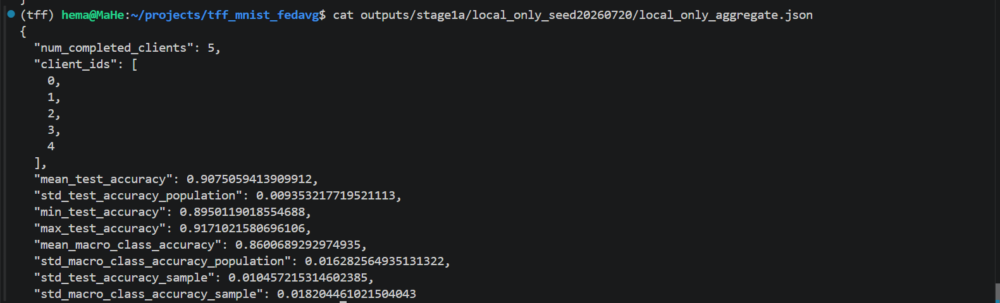 (tff) hema@MaHe:~/projects/tff_mnist_fedavg$ cat outputs/stage1a/local_only_seed20260720/local_only_aggregate.json
{
  "num_completed_clients": 5,
  "client_ids": [
    0,
    1,
    2,
    3,
    4
  ],
  "mean_test_accuracy": 0.9075059413909912,
  "std_test_accuracy_population": 0.009353217719521113,
  "min_test_accuracy": 0.8950119018554688,
  "max_test_accuracy": 0.9171021580696106,
  "mean_macro_class_accuracy": 0.8600689292974935,
  "std_macro_class_accuracy_population": 0.016282564935131322,
  "std_test_accuracy_sample": 0.010457215314602385,
  "std_macro_class_accuracy_sample": 0.018204461021504043